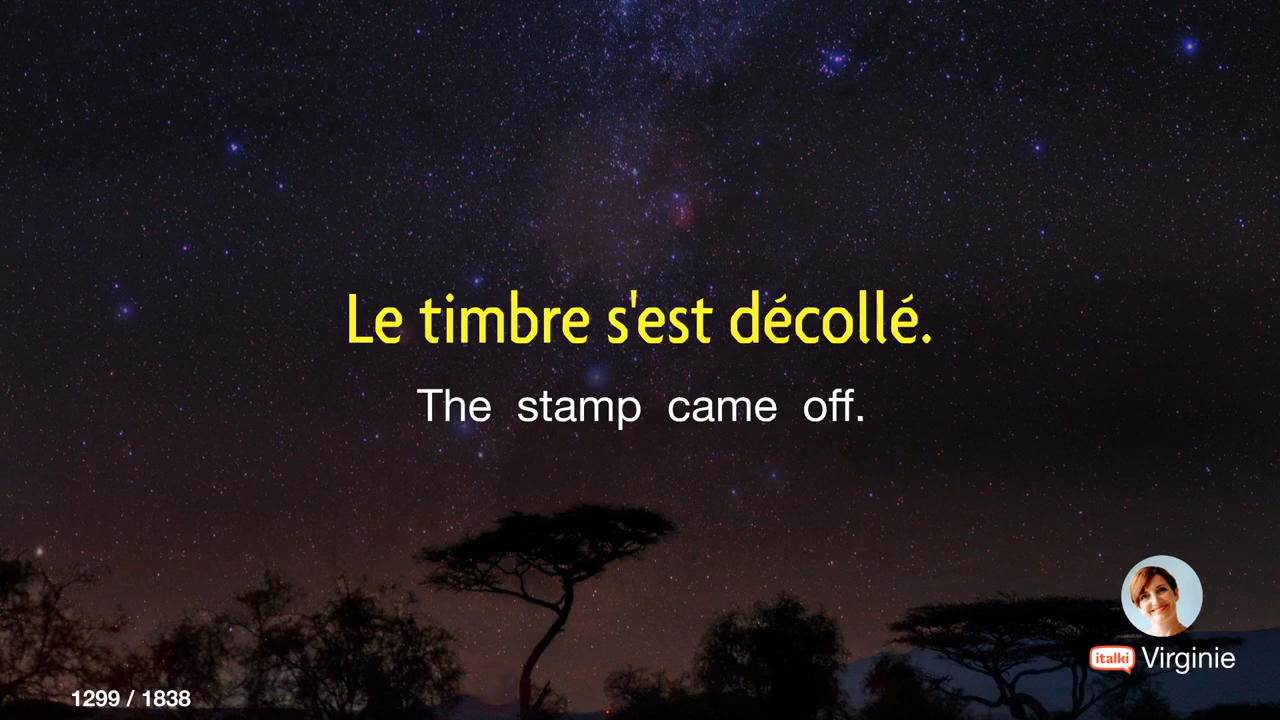 Le timbre s'est décollé.
The stamp came off.
italki Virginie
1299 / 1838